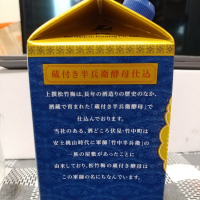 蔵付き半兵衛酵母仕込
上撰松竹梅は、長年の酒造りの歴史のなか、
酒蔵で育まれた「蔵付き半兵衛酵母」で
仕込んでおります。
当社のある、酒どころ伏見・竹中町は
安土桃山時代に軍師「竹中半兵衛」の
一族の屋敷があったことに
由来しており、松竹梅の蔵付き酵母は
この軍師の名にちなんでいます。